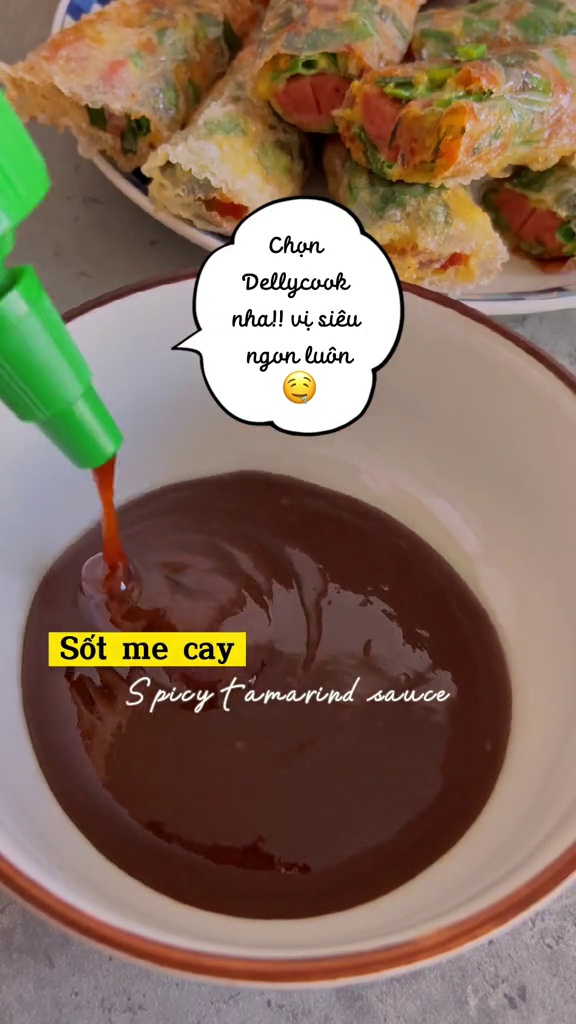 Chọn
Dellycook
nha!! vị siêu
ngon luôn
🤤
Sốt me cay
Spicy tamarind sauce